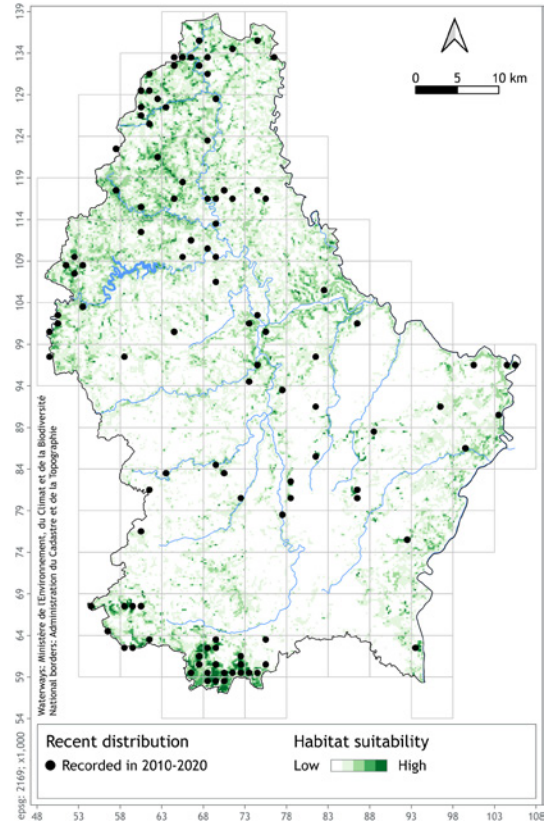 139
134
129
124
119
114
109
104
99
94
89
84
79
74
69
64
59
54
0 5 10 km
Waterways: Ministère de l'Environnement, du Climat et de la Biodiversité
National borders: Administration du Cadastre et de la Topographie
Recent distribution
Recorded in 2010-2020
Habitat suitability
Low High
epsg: 2169; x1,000
48 53 58 63 68 73 78 83 88 93 98 103 108